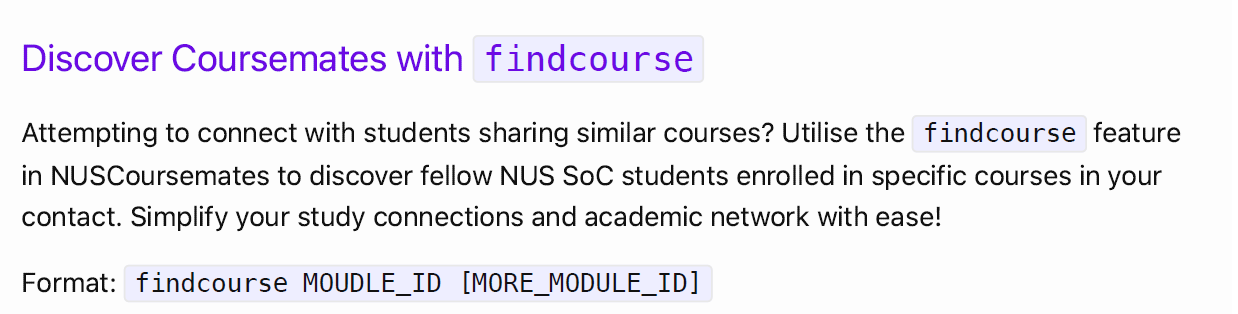 Discover Coursemates with findcourse
Attempting to connect with students sharing similar courses? Utilise the findcourse feature
in NUSCoursemates to discover fellow NUS SoC students enrolled in specific courses in your
contact. Simplify your study connections and academic network with ease!
Format: findcourse MOUDLE_ID [MORE_MODULE_ID]